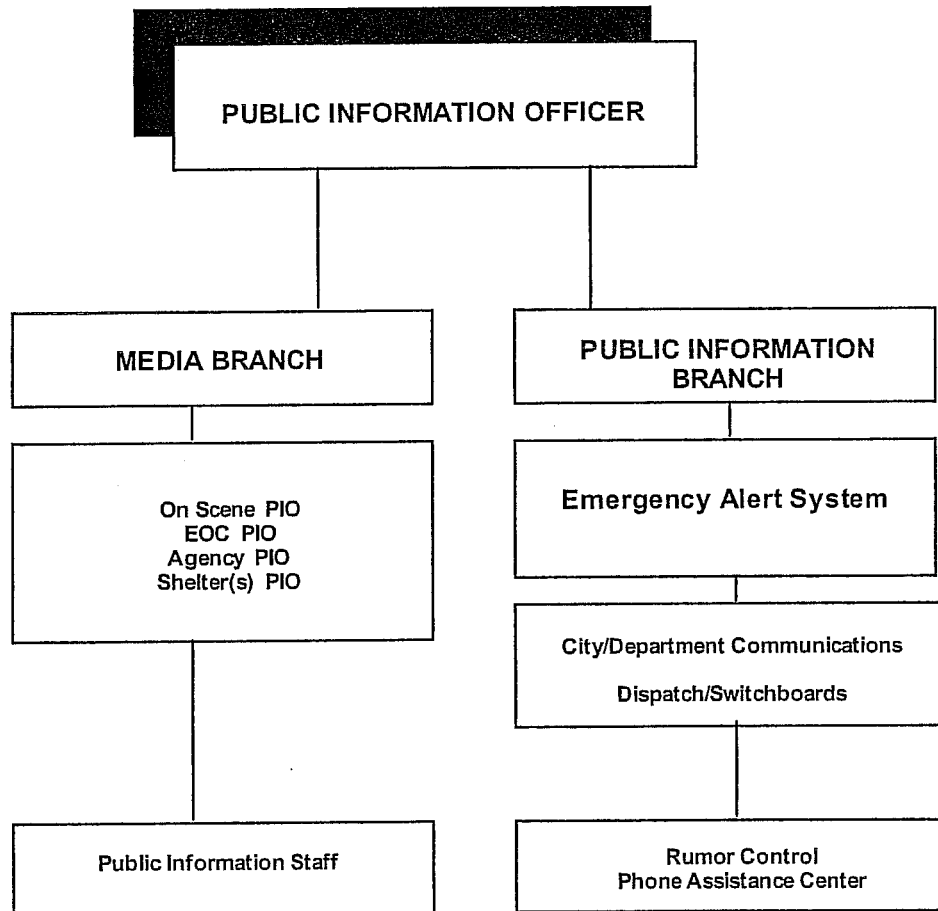 PUBLIC INFORMATION OFFICER
MEDIA BRANCH
On Scene PIO
EOC PIO
Agency PIO
Shelter(s) PIO
Public Information Staff
PUBLIC INFORMATION
BRANCH
Emergency Alert System
City/Department Communications
Dispatch/Switchboards
Rumor Control
Phone Assistance Center